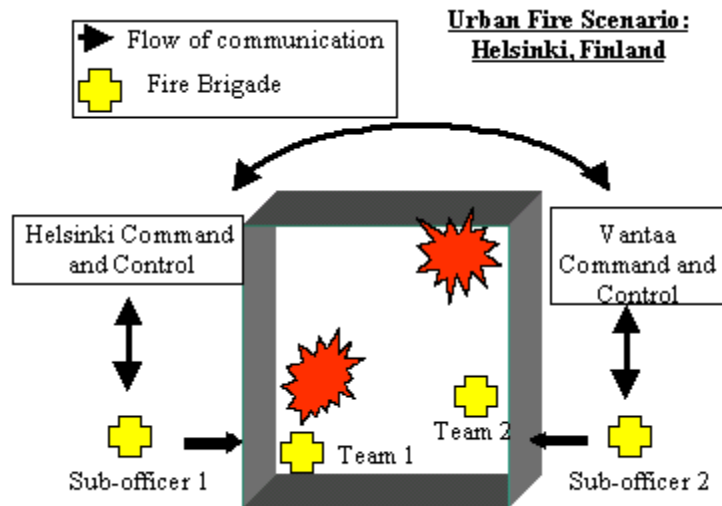 Urban Fire Scenario:
Helsinki, Finland
Flow of communication
Fire Brigade
Helsinki Command
and Control
Vantaa
Command and
Control
Team 2
Team 1
Sub-officer 1
Sub-officer 2